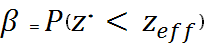 β = P(z· < z_eff)